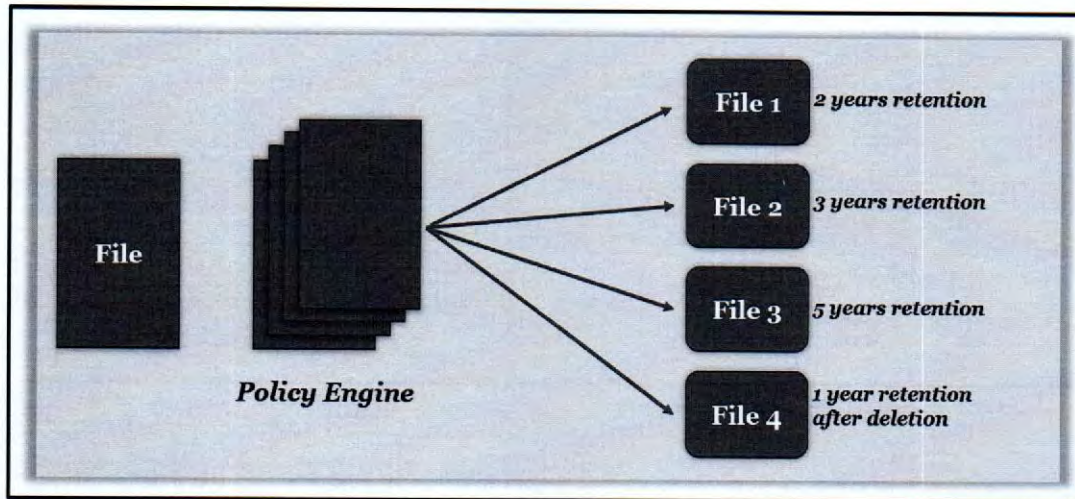 File
Policy Engine
File 1
2 years retention
File 2
3 years retention
File 3
5 years retention
File 4
1 year retention
after deletion